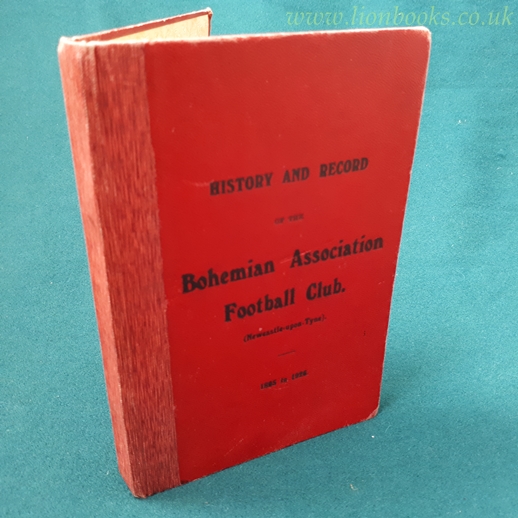 www.lionbooks.co.uk
HISTORY AND RECORD
OF THE
Bohemian Association
Football Club.
(Newcastle-upon-Tyne).